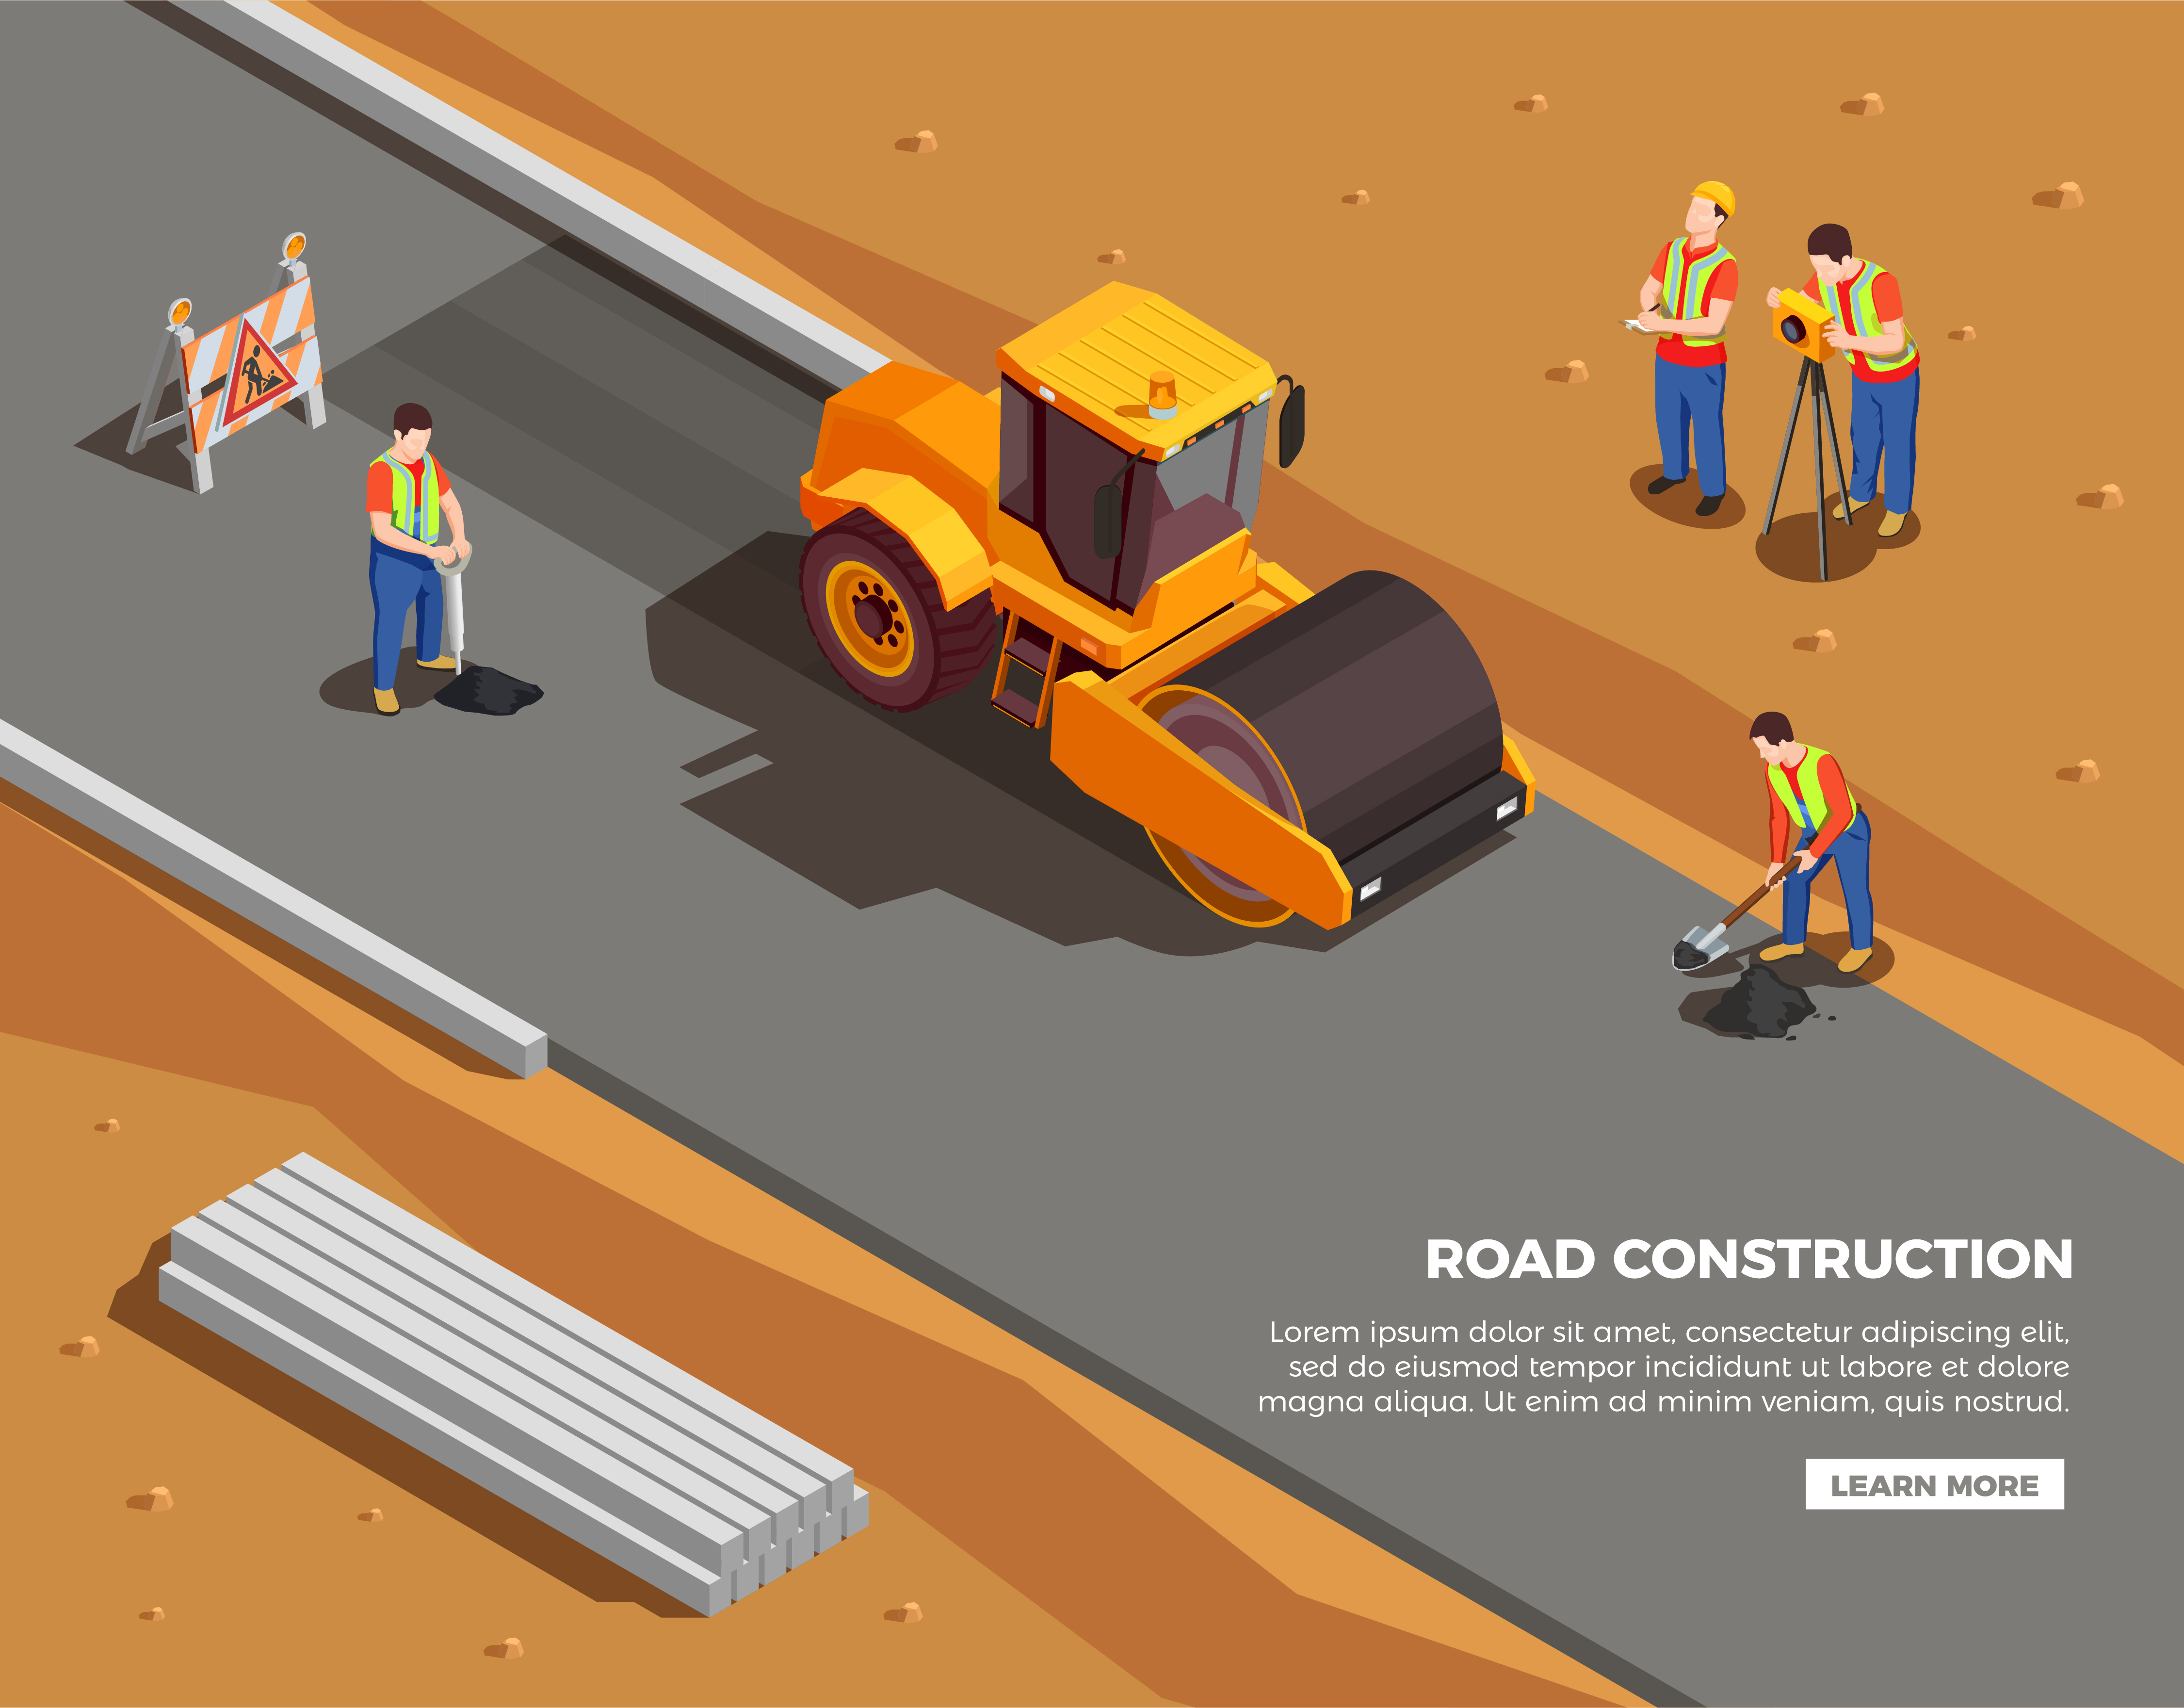 ROAD CONSTRUCTION
Lorem ipsum dolor sit amet, consectetur adipiscing elit,
sed do eiusmod tempor incididunt ut labore et dolore
magna aliqua. Ut enim ad minim veniam, quis nostrud.
LEARN MORE